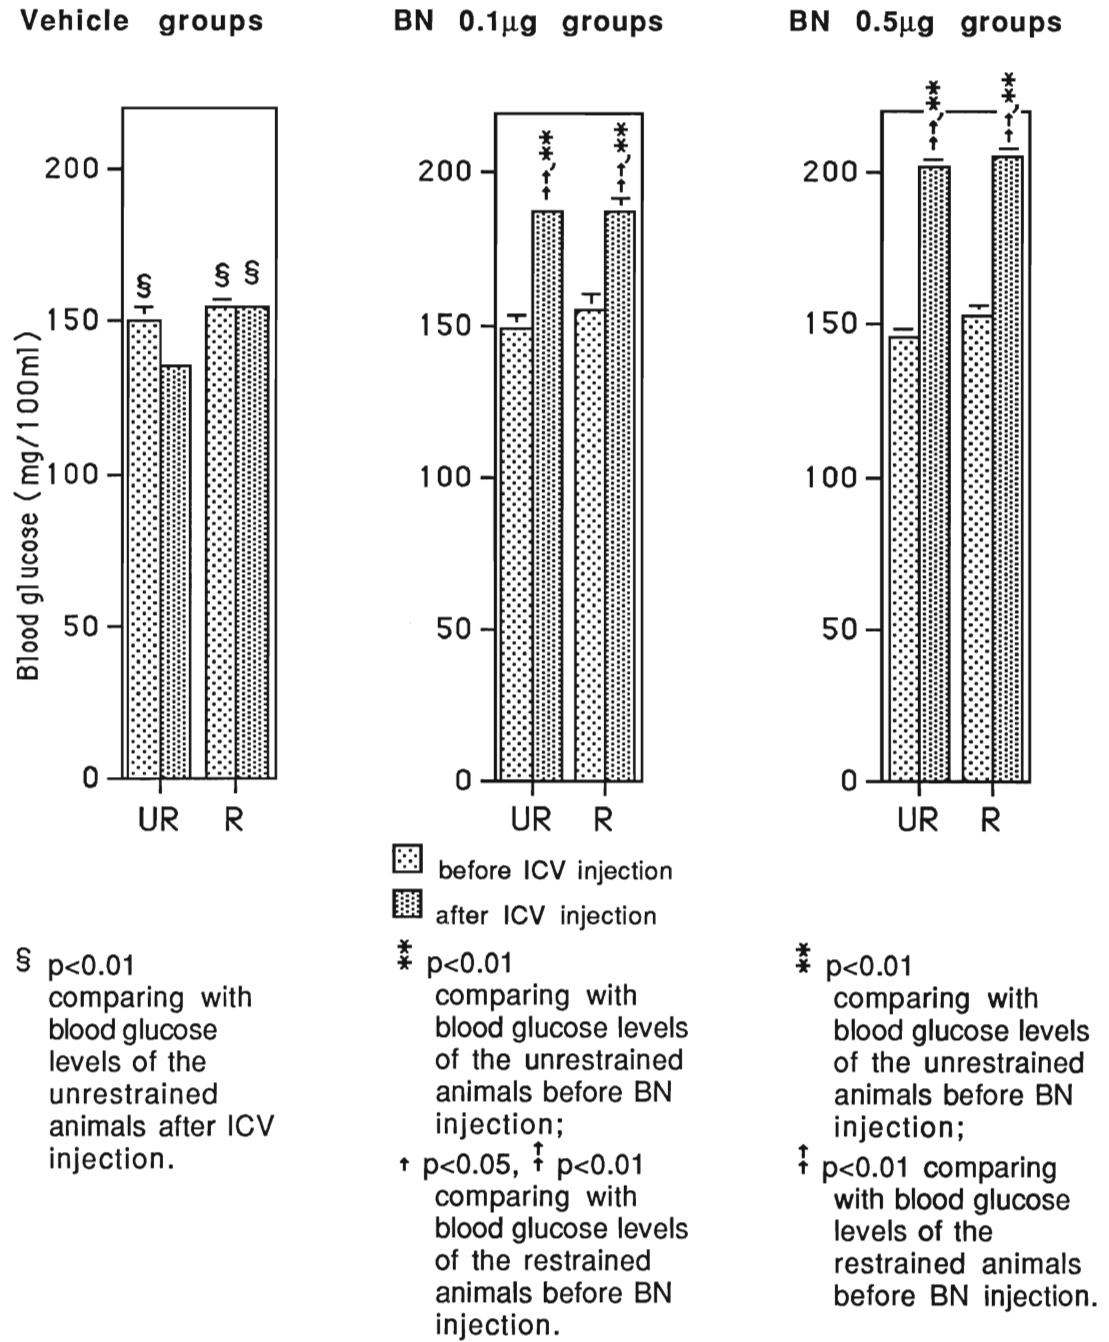 Vehicle groups
BN 0.1µg groups
BN 0.5µg groups
Blood glucose (mg/100ml)
200
150
100
50
0
§
§
§
UR
R
200
150
100
50
0
**,††
**,††
UR
R
200
150
100
50
0
**,††
**,††
UR
R
before ICV injection
after ICV injection
§ p<0.01
comparing with
blood glucose
levels of the
unrestrained
animals after ICV
injection.
** p<0.01
comparing with
blood glucose levels
of the unrestrained
animals before BN
injection;
† p<0.05, †† p<0.01
comparing with
blood glucose levels
of the restrained
animals before BN
injection.
** p<0.01
comparing with
blood glucose levels
of the unrestrained
animals before BN
injection;
†† p<0.01 comparing
with blood glucose
levels of the
restrained animals
before BN injection.